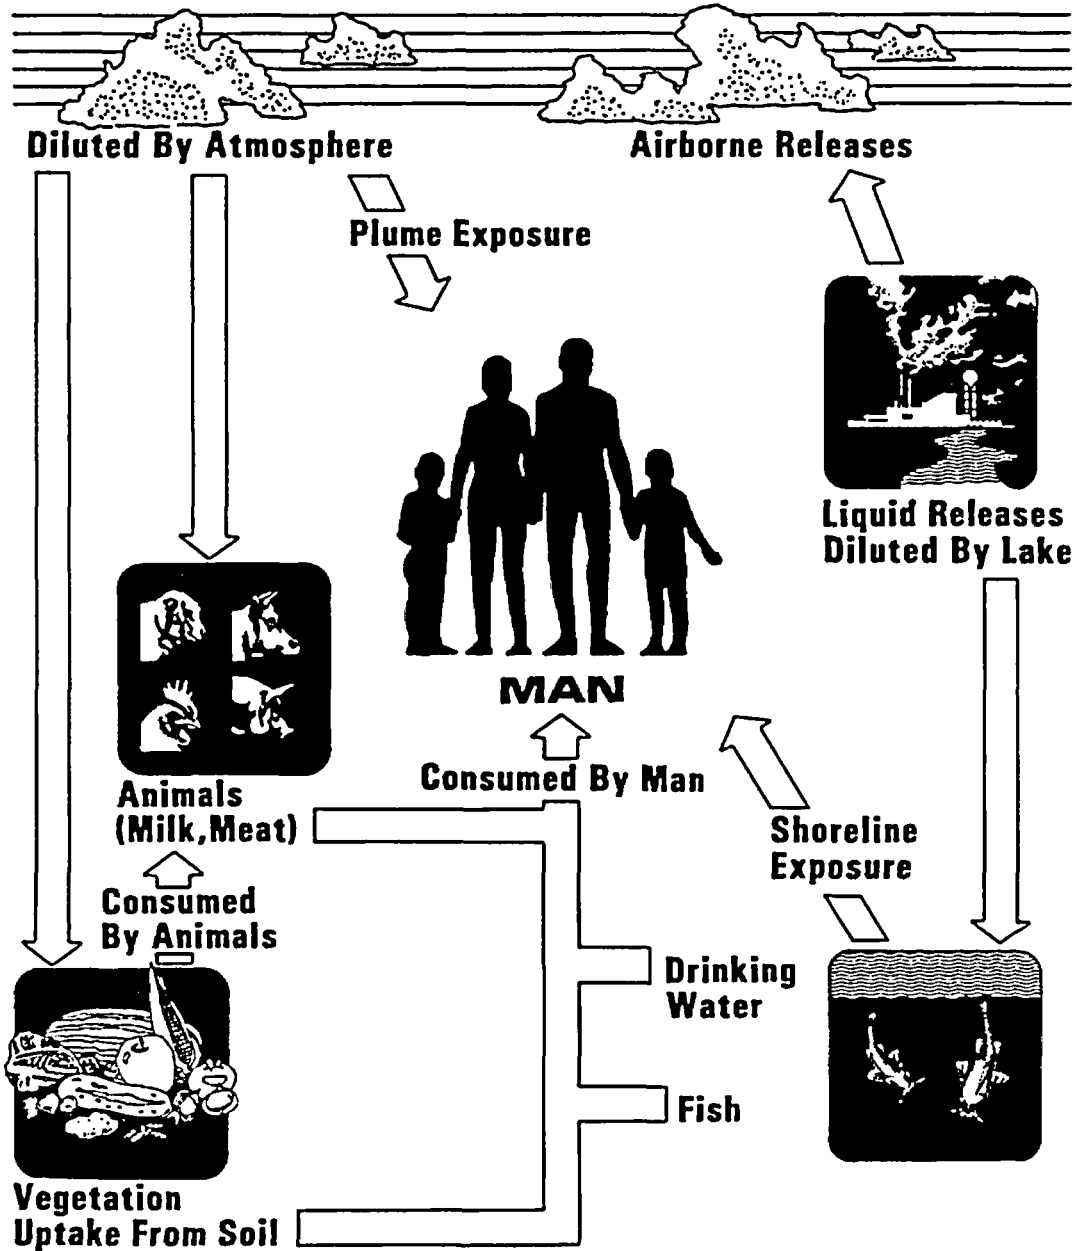 Diluted By Atmosphere
Airborne Releases
Plume Exposure
Liquid Releases
Diluted By Lake
MAN
Consumed By Man
Animals
(Milk,Meat)
Shoreline
Exposure
Consumed
By Animals
Drinking
Water
Fish
Vegetation
Uptake From Soil